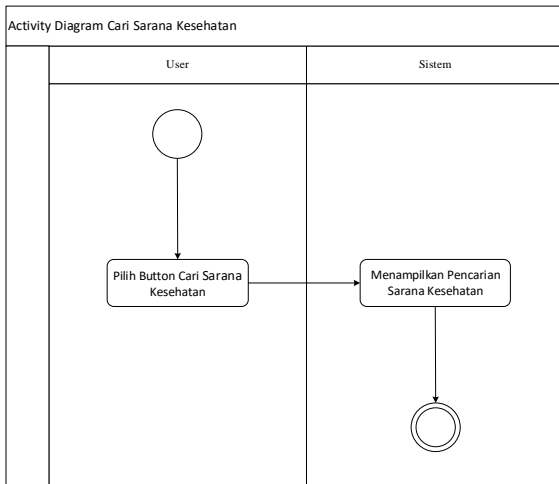 Activity Diagram Cari Sarana Kesehatan
User
Sistem
Pilih Button Cari Sarana
Kesehatan
Menampilkan Pencarian
Sarana Kesehatan